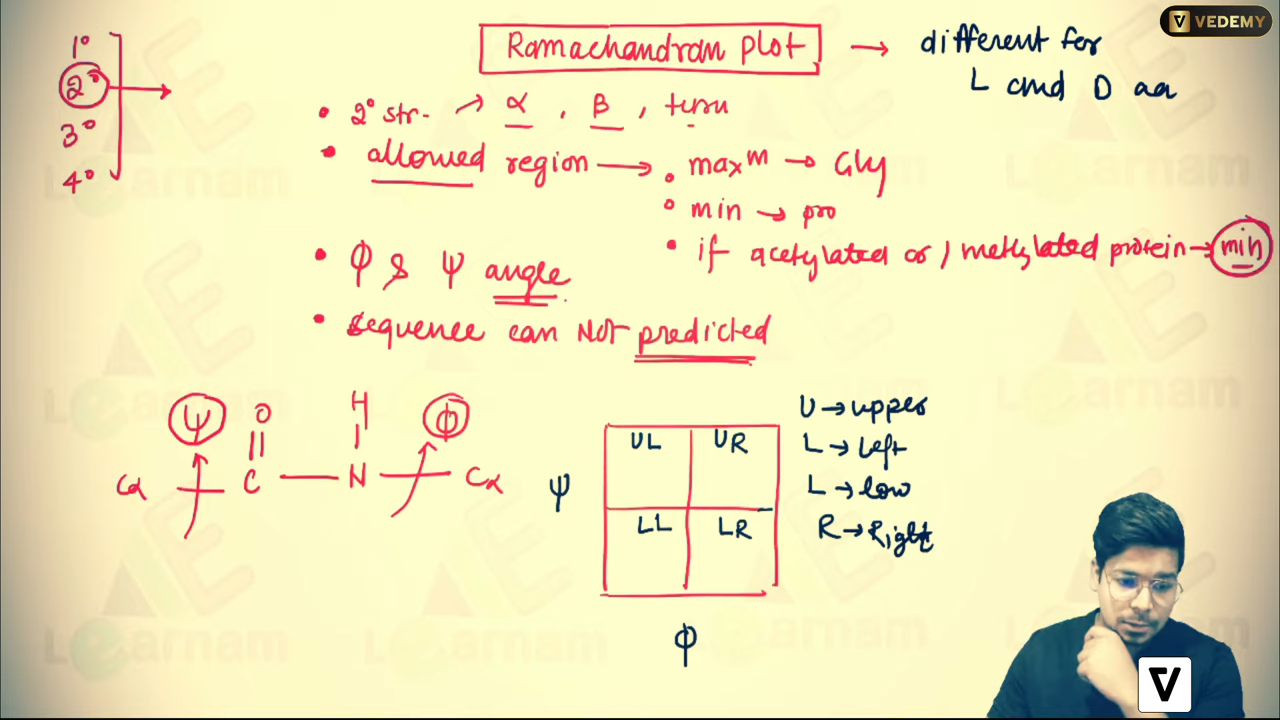 VEDEMY
1°
2°
3°
4°
Ramachandran plot → different for
L and D aa
• 2° str. → α , β , turn
• allowed region → • max^m → Gly
• min → pro
• if acetylated or / methylated protein → min
• φ & ψ angle
• sequence can Not predicted
ψ O H φ
Cα C — N Cα
ψ
UL UR
LL LR
φ
U → upper
L → left
L → low
R → Right
Learnam